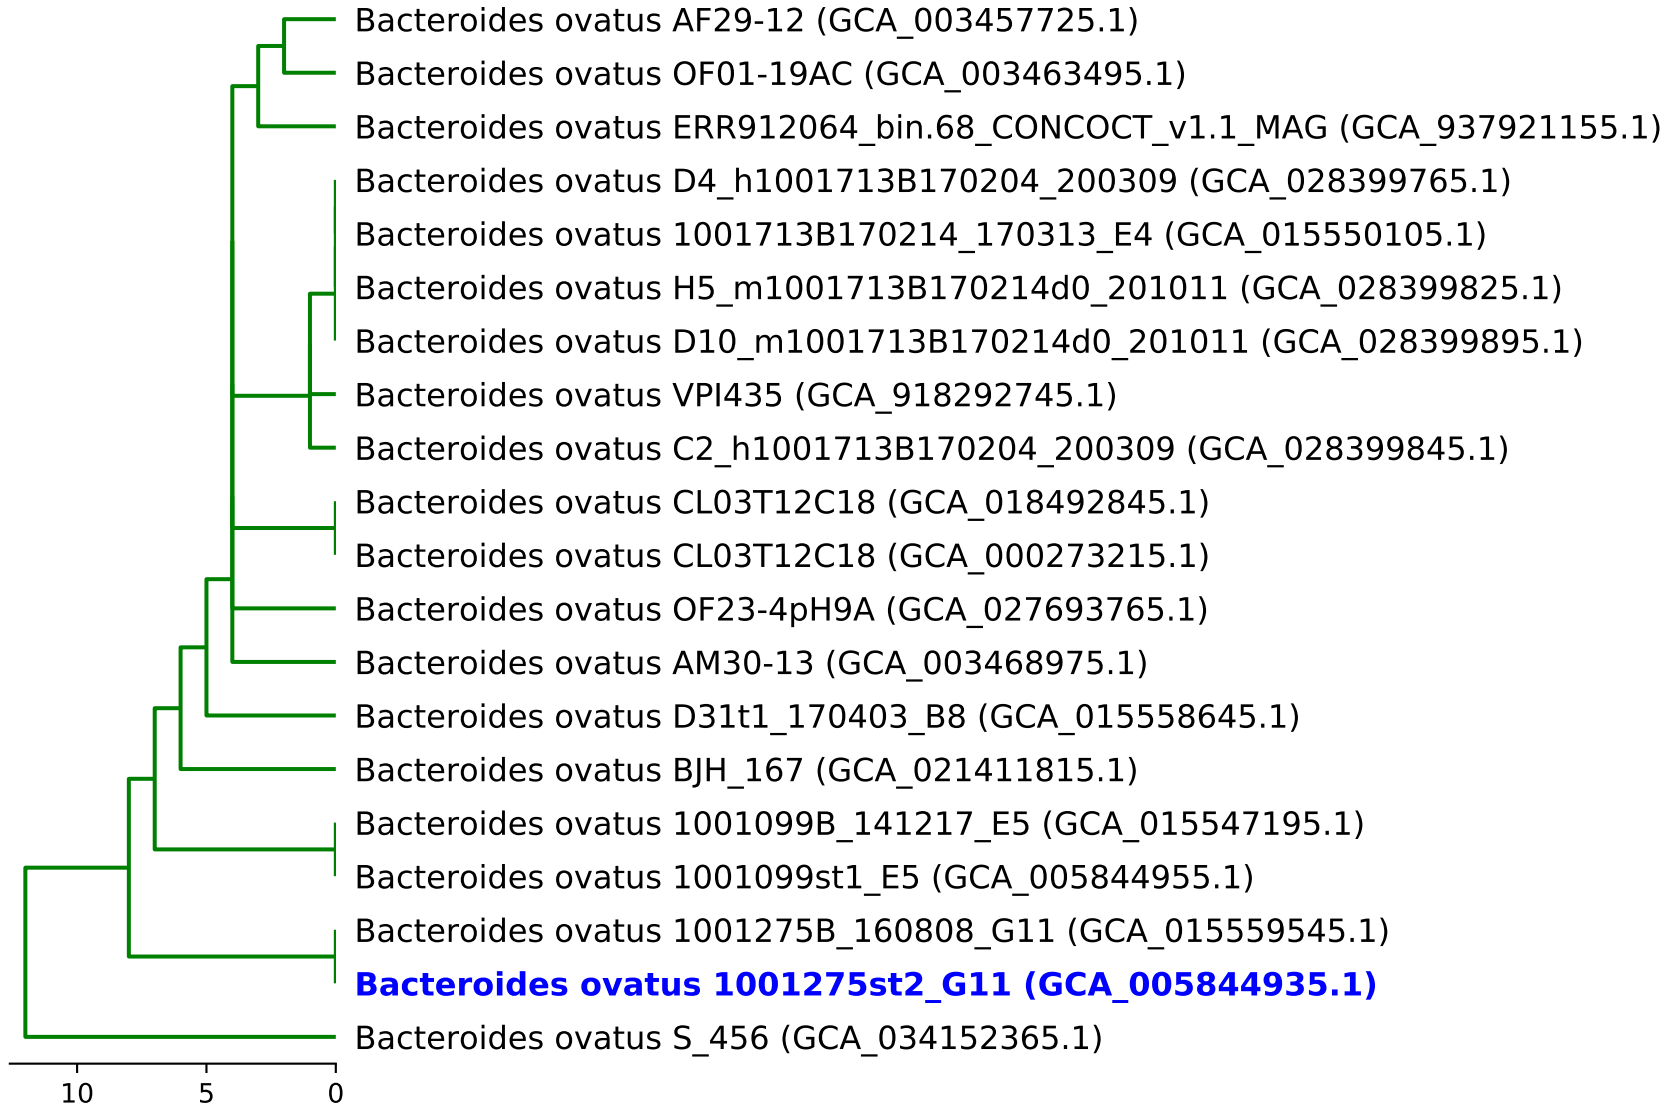 Bacteroides ovatus AF29-12 (GCA_003457725.1)
Bacteroides ovatus OF01-19AC (GCA_003463495.1)
Bacteroides ovatus ERR912064_bin.68_CONCOCT_v1.1_MAG (GCA_937921155.1)
Bacteroides ovatus D4_h1001713B170204_200309 (GCA_028399765.1)
Bacteroides ovatus 1001713B170214_170313_E4 (GCA_015550105.1)
Bacteroides ovatus H5_m1001713B170214d0_201011 (GCA_028399825.1)
Bacteroides ovatus D10_m1001713B170214d0_201011 (GCA_028399895.1)
Bacteroides ovatus VPI435 (GCA_918292745.1)
Bacteroides ovatus C2_h1001713B170204_200309 (GCA_028399845.1)
Bacteroides ovatus CL03T12C18 (GCA_018492845.1)
Bacteroides ovatus CL03T12C18 (GCA_000273215.1)
Bacteroides ovatus OF23-4pH9A (GCA_027693765.1)
Bacteroides ovatus AM30-13 (GCA_003468975.1)
Bacteroides ovatus D31t1_170403_B8 (GCA_015558645.1)
Bacteroides ovatus BJH_167 (GCA_021411815.1)
Bacteroides ovatus 1001099B_141217_E5 (GCA_015547195.1)
Bacteroides ovatus 1001099st1_E5 (GCA_005844955.1)
Bacteroides ovatus 1001275B_160808_G11 (GCA_015559545.1)
Bacteroides ovatus 1001275st2_G11 (GCA_005844935.1)
Bacteroides ovatus S_456 (GCA_034152365.1)
10 5 0